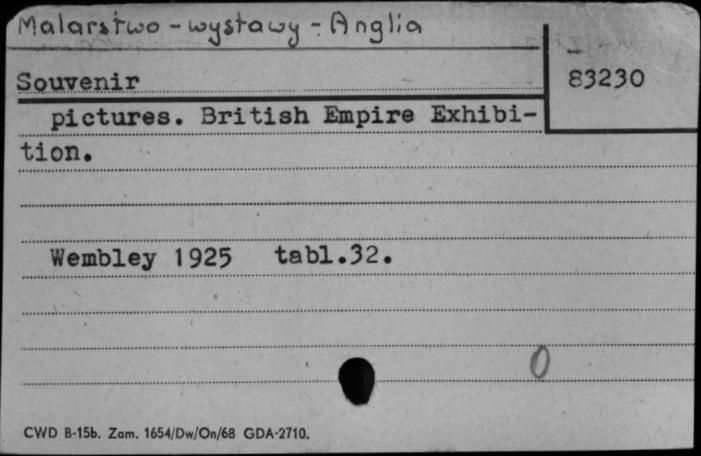 Malarstwo - wystawy - Anglia
83230
Souvenir
pictures. British Empire Exhibi-
tion.
Wembley 1925 tabl.32.
0
CWD B-15b. Zam. 1654/Dw/On/68 GDA-2710.